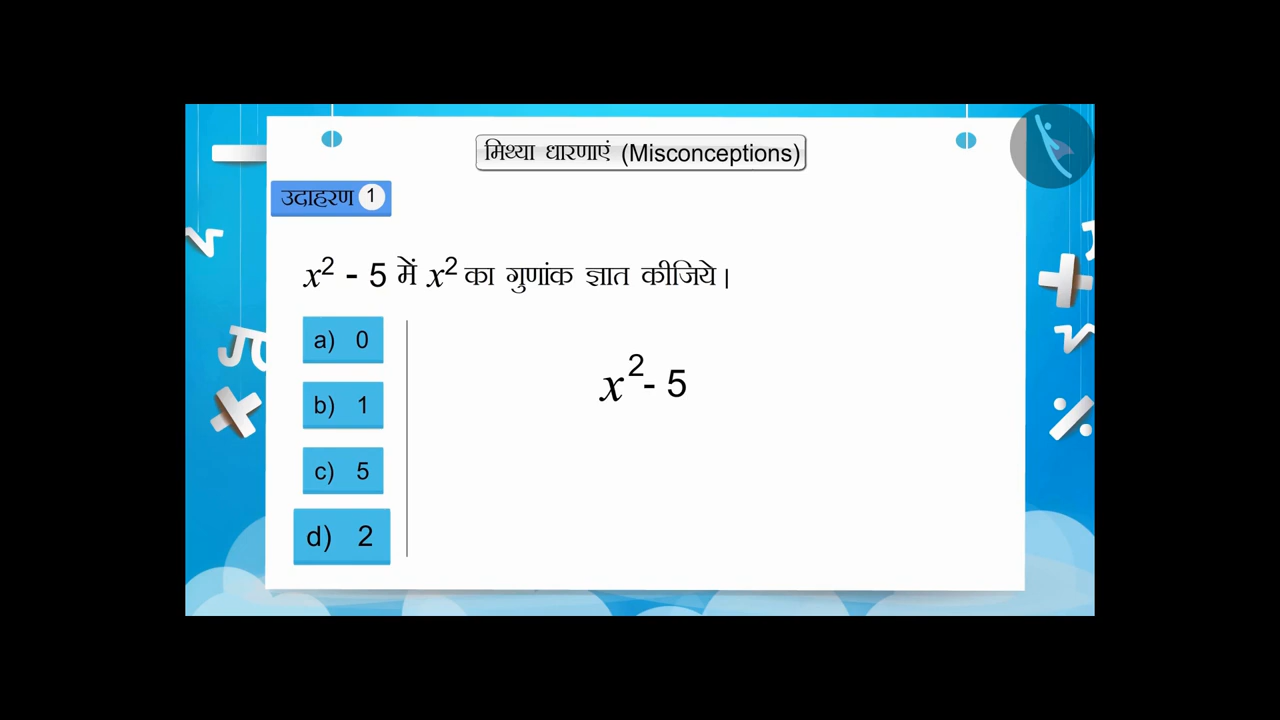 मिथ्या धारणाएं (Misconceptions)
उदाहरण 1
x² - 5 में x² का गुणांक ज्ञात कीजिये।
a) 0
b) 1
c) 5
d) 2
x² - 5